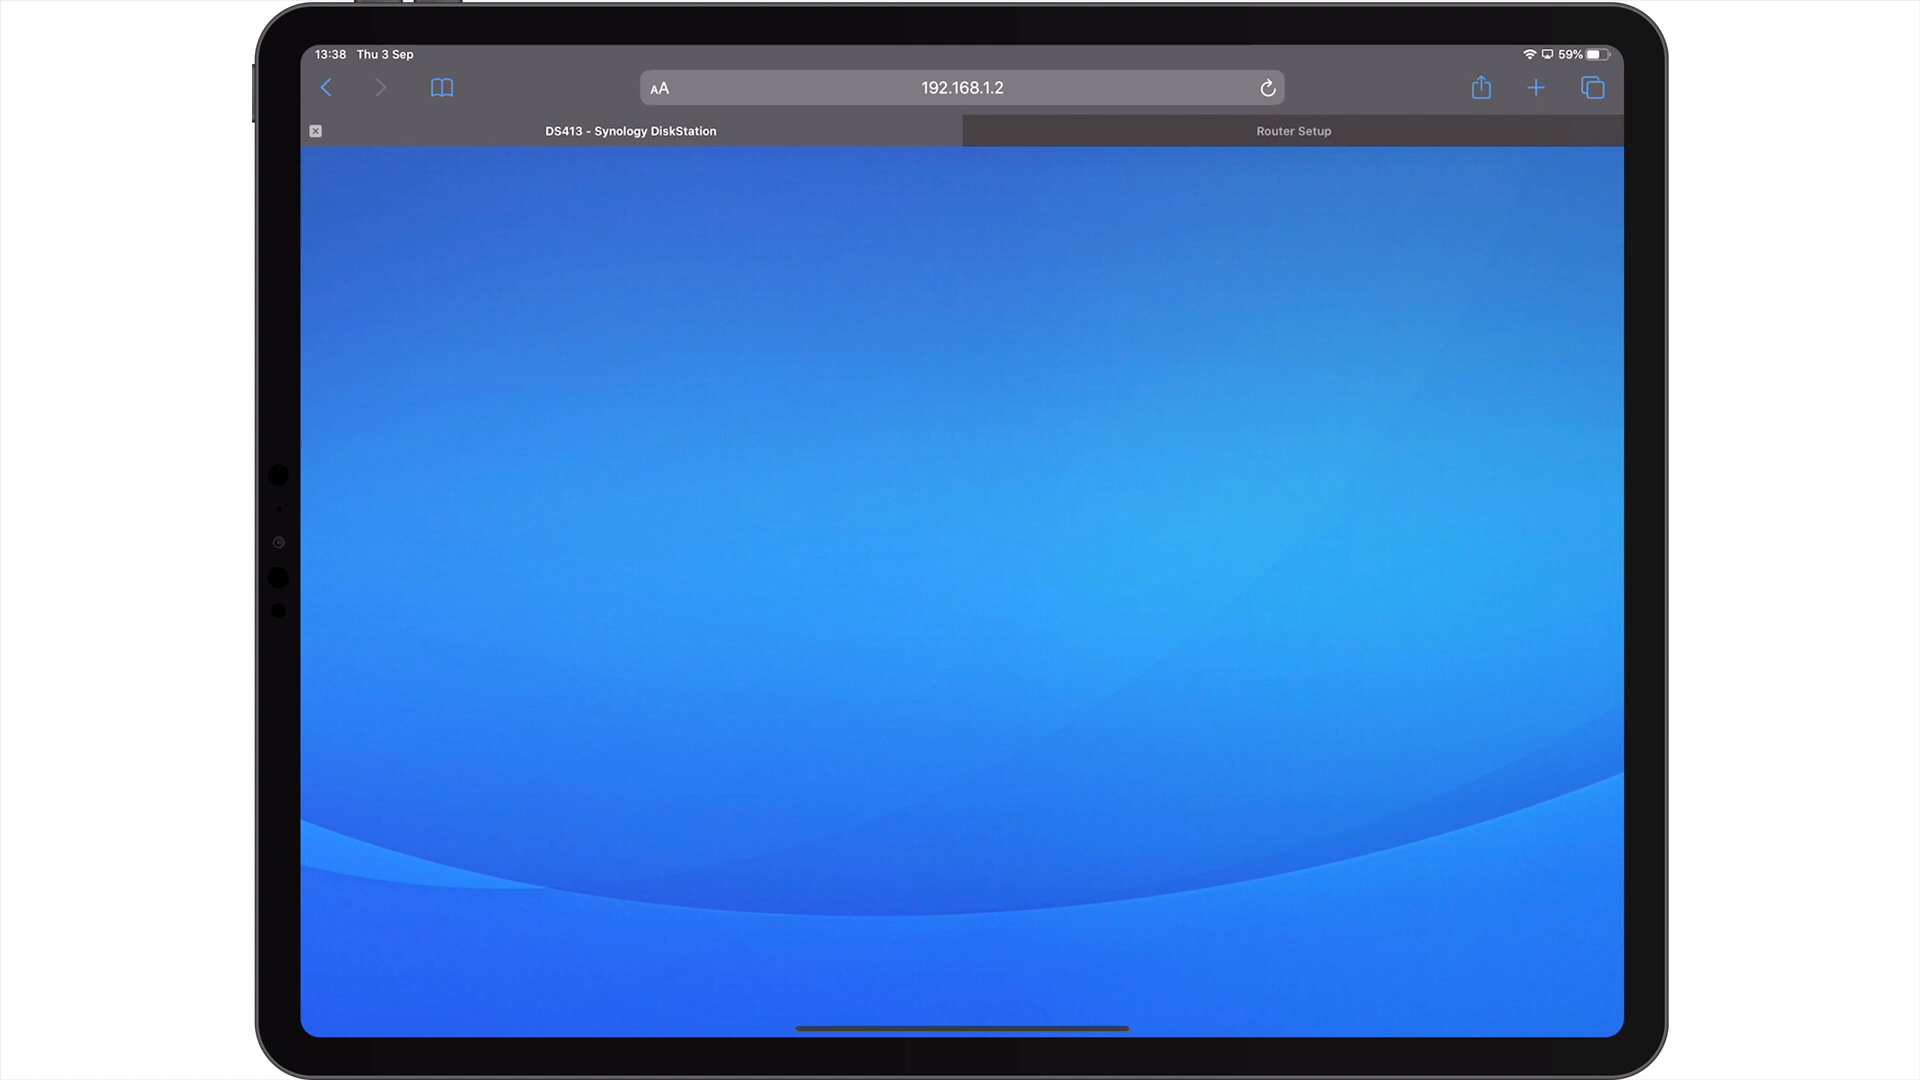 13:38 Thu 3 Sep
59%
AA
192.168.1.2
DS413 - Synology DiskStation
Router Setup